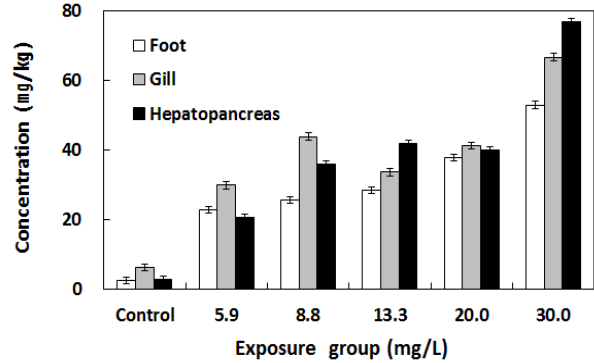 80
60
40
20
0
Concentration (mg/kg)
Foot
Gill
Hepatopancreas
Control 5.9 8.8 13.3 20.0 30.0
Exposure group (mg/L)